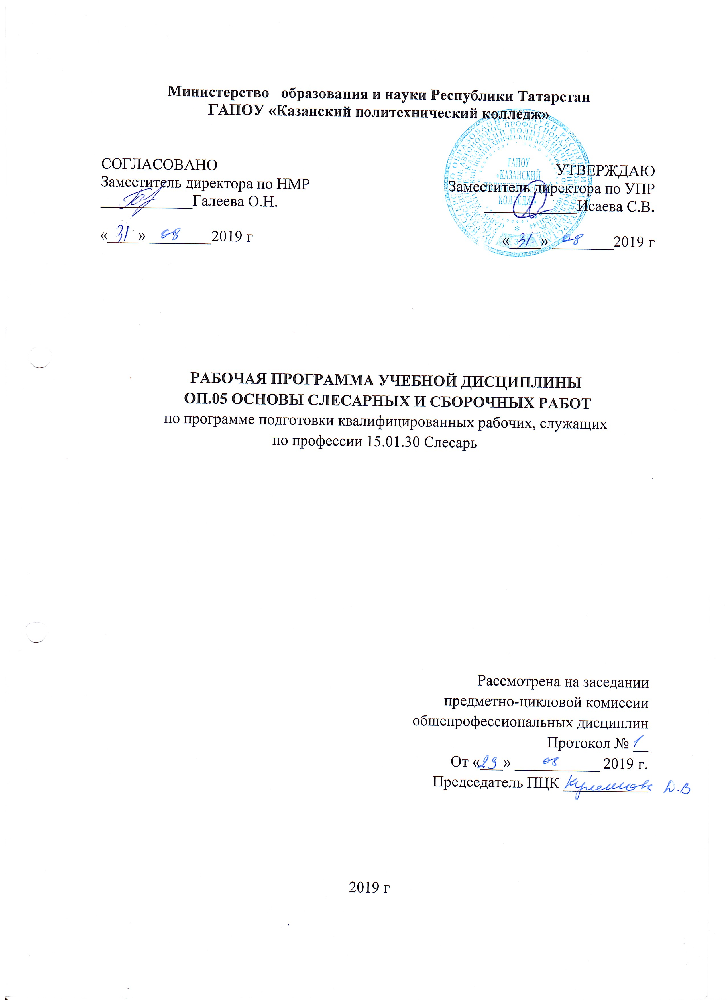 Министерство образования и науки Республики Татарстан
ГАПОУ «Казанский политехнический колледж»
СОГЛАСОВАНО
Заместитель директора по НМР
____________Галеева О.Н.
«31» 08 2019 г
УТВЕРЖДАЮ
Заместитель директора по УПР
____________Исаева С.В.
«31» 08 2019 г
ГАПОУ
«КАЗАНСКИЙ
ПОЛИТЕХНИЧЕСКИЙ
КОЛЛЕДЖ»
РАБОЧАЯ ПРОГРАММА УЧЕБНОЙ ДИСЦИПЛИНЫ
ОП.05 ОСНОВЫ СЛЕСАРНЫХ И СБОРОЧНЫХ РАБОТ
по программе подготовки квалифицированных рабочих, служащих
по профессии 15.01.30 Слесарь
Рассмотрена на заседании
предметно-цикловой комиссии
общепрофессиональных дисциплин
Протокол № 1
От «29» 08 2019 г.
Председатель ПЦК Д.В
2019 г